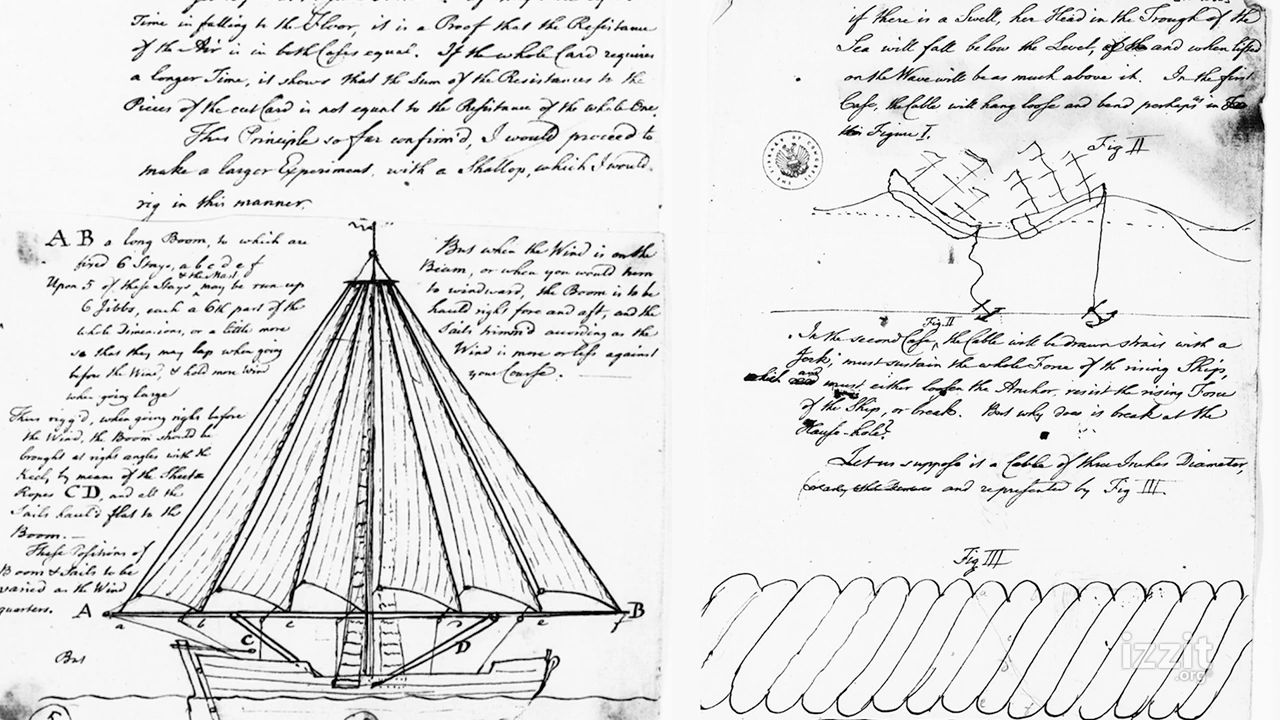 Time in falling to the Floor, it is a Proof that the Resistance
of the Air is in both Cases equal. If the whole Card requires
a longer Time, it shows that the Sum of the Resistances to the
Pieces of the cut Card is not equal to the Resistance of the whole One.
This Principle so far confirm'd, I would proceed to
make a larger Experiment, with a Shallop, which I would
rig in this manner.
A B a long Boom, to which are
fixed 6 Stays, a b c d e f
& the Mast
Upon 5 of these Stays may be run up
6 Jibbs, each a 6th part of the
whole Dimensions, or a little more
so that they may lap when going
before the Wind, & hold more Wind
when going large
Thus rigg'd, when going right before
the Wind, the Boom should be
brought at right angles with the
Keel, by means of the Sheet
Ropes C D, and all the
Sails haul'd flat to the
Boom.—
These Positions of
Boom & Sails to be
varied as the Wind
quarters.
But
But when the Wind is on the
Beam, or when you would turn
to windward, the Boom is to be
haul'd right fore and aft, and the
Sails trimm'd according as the
Wind is more or less against
your Course.
A
B
a b c d e f
C
D
if there is a Swell, her Head in the Trough of the
Sea will fall below the Level, and when lifted
on the Wave will be as much above it. In the first
Case, the Cable will hang loose and bend perhaps as in
this Figure I.
THE LIBRARY OF CONGRESS
Fig II
Fig. II
In the second Case, the Cable will be drawn strait with a
Jerk, must sustain the whole Force of the rising Ship,
and must either loosen the Anchor, resist the rising Force
of the Ship, or break. But why does it break at the
Hause-hole?
Let us suppose it a Cable of three Inches Diameter,
and represented by Fig III.
Fig III
izzit
.org